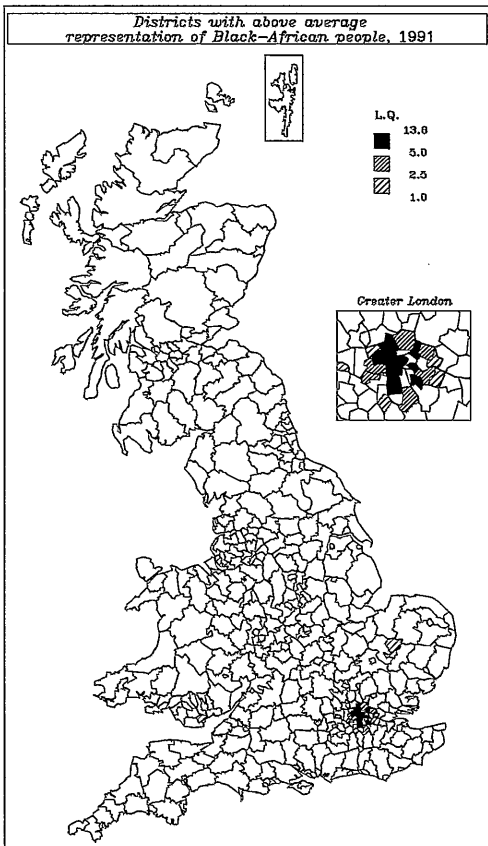 Districts with above average
representation of Black-African people, 1991
L.Q.
13.8
5.0
2.5
1.0
Greater London